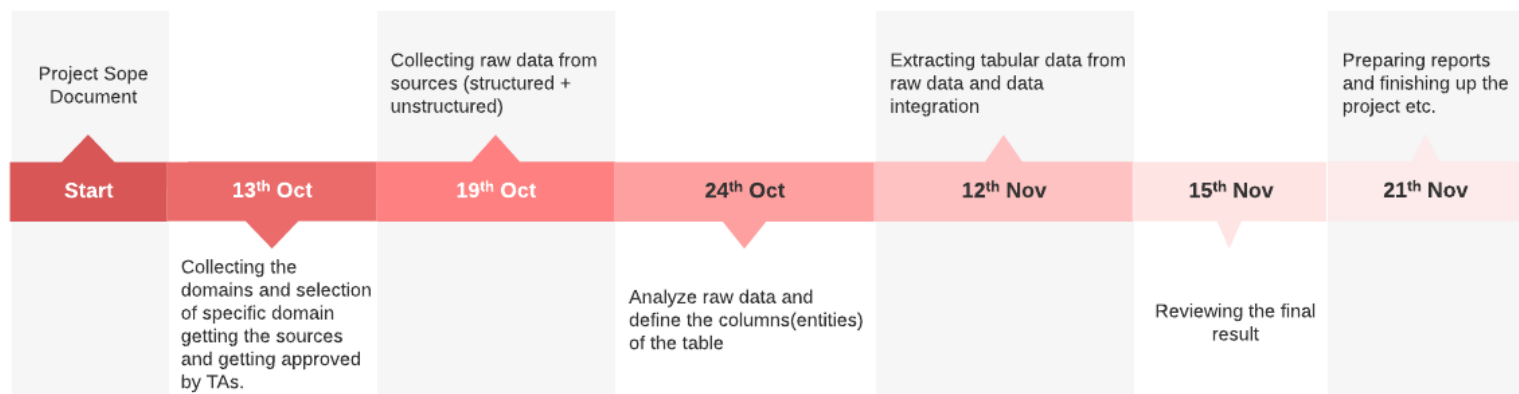 Project Sope
Document
Collecting raw data from
sources (structured +
unstructured)
Extracting tabular data from
raw data and data
integration
Preparing reports
and finishing up the
project etc.
Start
13th Oct
19th Oct
24th Oct
12th Nov
15th Nov
21th Nov
Collecting the
domains and selection
of specific domain
getting the sources
and getting approved
by TAs.
Analyze raw data and
define the columns(entities)
of the table
Reviewing the final
result